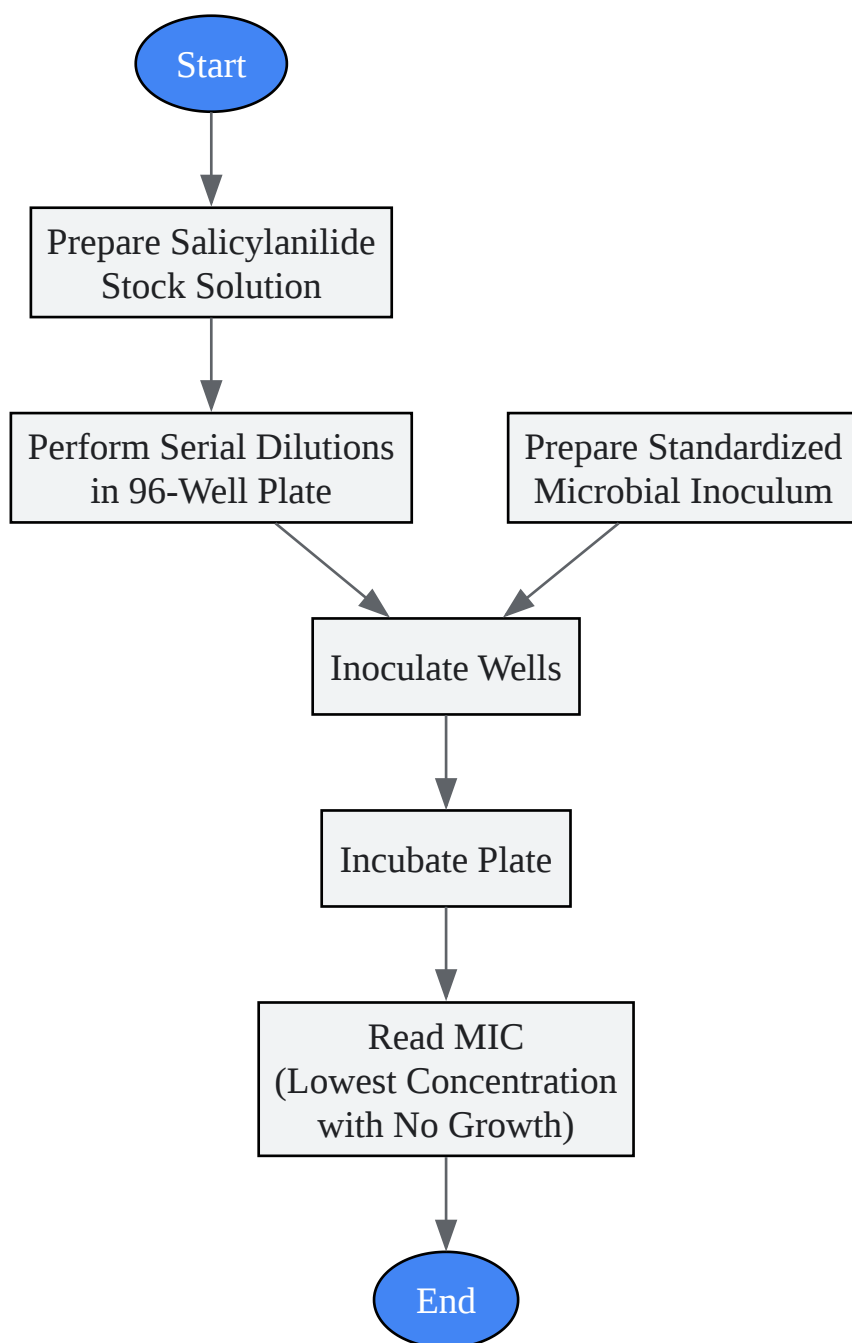 Start
Prepare Salicylanilide
Stock Solution
Perform Serial Dilutions
in 96-Well Plate
Prepare Standardized
Microbial Inoculum
Inoculate Wells
Incubate Plate
Read MIC
(Lowest Concentration
with No Growth)
End